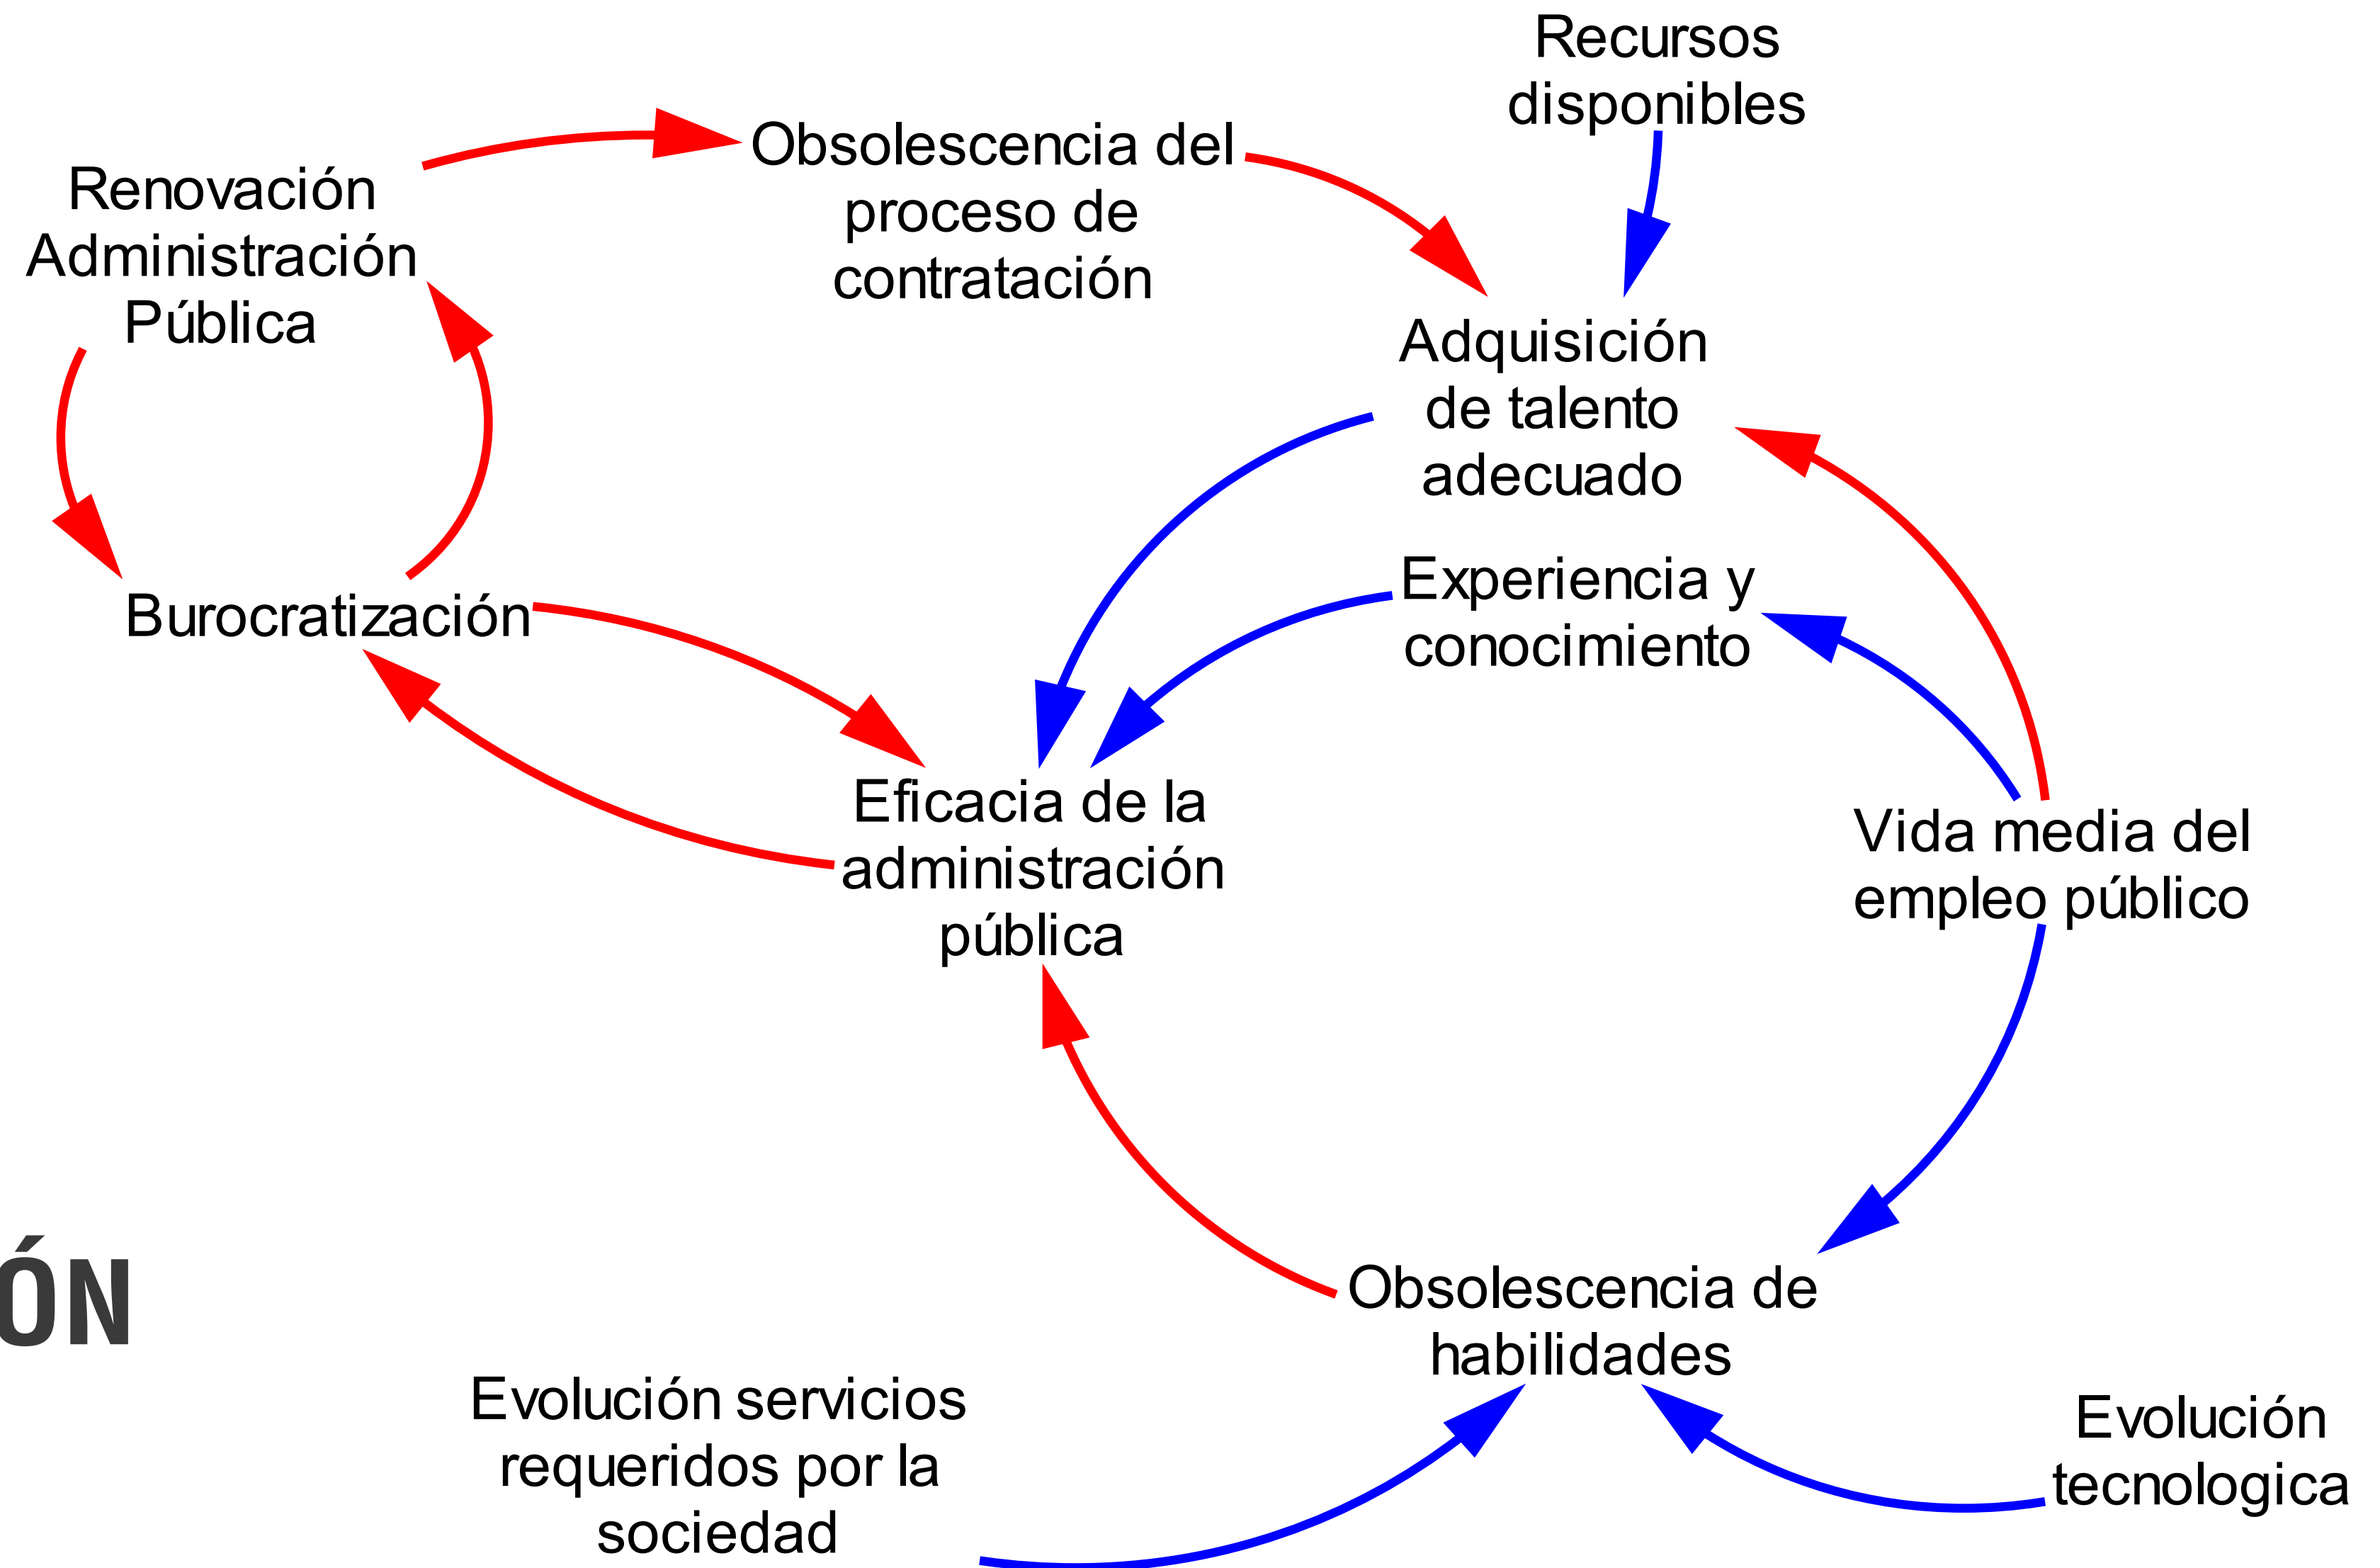 Recursos
disponibles
Obsolescencia del
proceso de
contratación
Renovación
Administración
Pública
Adquisición
de talento
adecuado
Experiencia y
conocimiento
Burocratización
Eficacia de la
administración
pública
Vida media del
empleo público
Obsolescencia de
habilidades
ÓN
Evolución servicios
requeridos por la
sociedad
Evolución
tecnologica